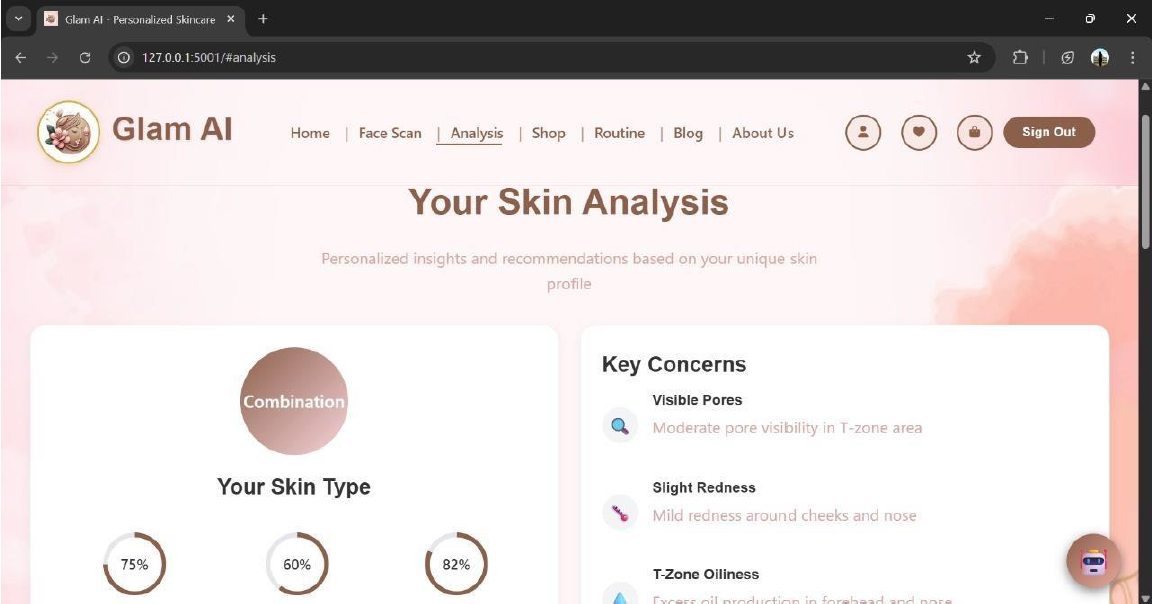 Glam AI - Personalized Skincare
127.0.0.1:5001/#analysis
Glam AI
Home | Face Scan | Analysis | Shop | Routine | Blog | About Us
Sign Out
Your Skin Analysis
Personalized insights and recommendations based on your unique skin
profile
Combination
Your Skin Type
75%
60%
82%
Key Concerns
Visible Pores
Moderate pore visibility in T-zone area
Slight Redness
Mild redness around cheeks and nose
T-Zone Oiliness
Excess oil production in forehead and nose